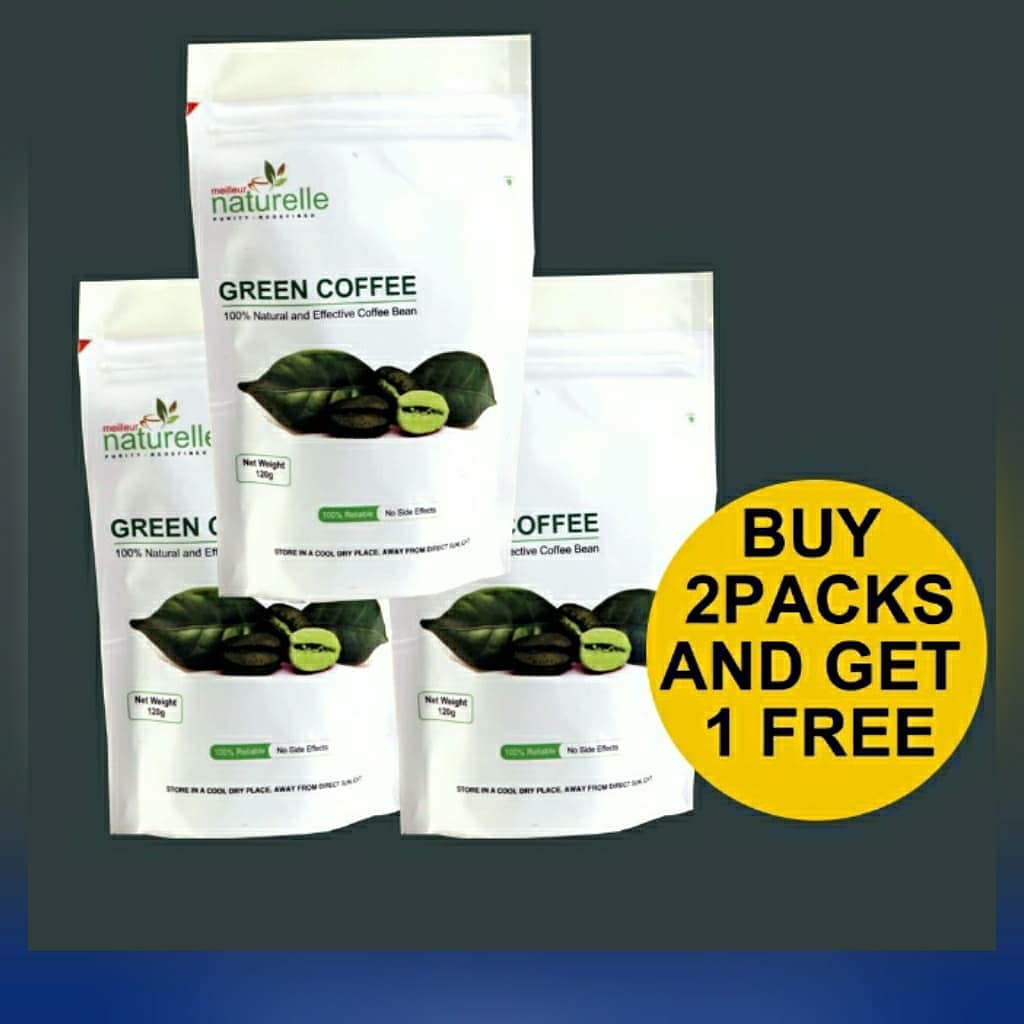 meilleur
naturelle
PURITY - REDEFINED
GREEN COFFEE
100% Natural and Effective Coffee Bean
Net Weight
120g
100% Reliable No Side Effects
STORE IN A COOL DRY PLACE, AWAY FROM DIRECT SUNLIGHT
meilleur
naturelle
PURITY - REDEFINED
GREEN C
100% Natural and Eff
Net Weight
120g
100% Reliable No Side Effects
STORE IN A COOL DRY PLACE, AWAY FROM DIRECT SUNLIGHT
COFFEE
ective Coffee Bean
Net Weight
120g
100% Reliable No Side Effects
STORE IN A COOL DRY PLACE, AWAY FROM DIRECT SUNLIGHT
BUY
2PACKS
AND GET
1 FREE